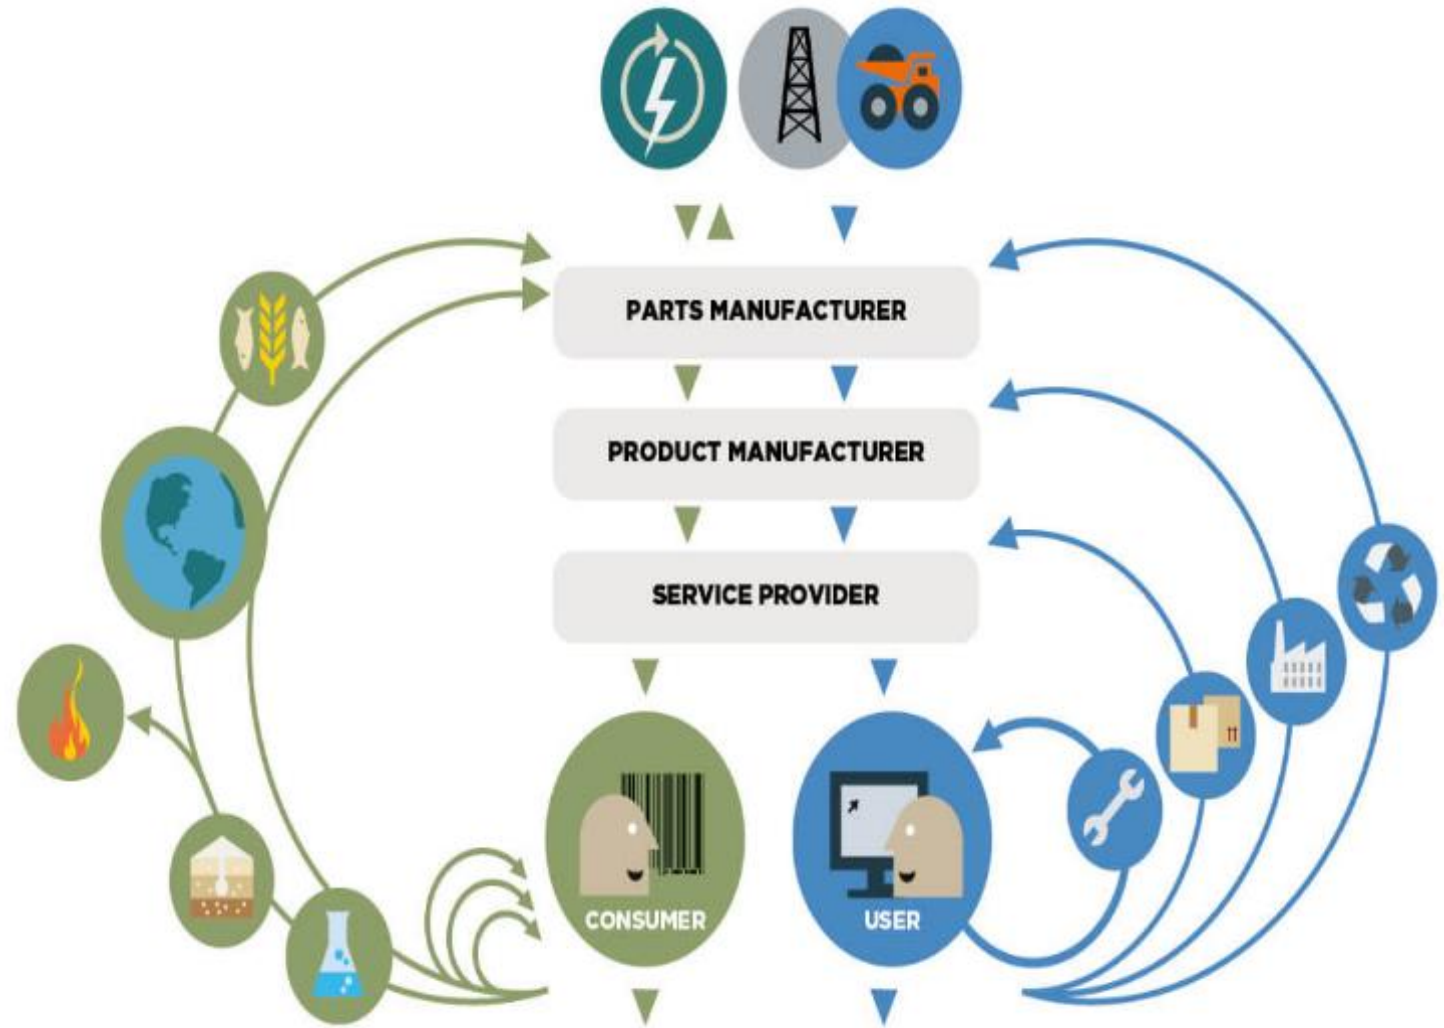 PARTS MANUFACTURER
PRODUCT MANUFACTURER
SERVICE PROVIDER
CONSUMER
USER